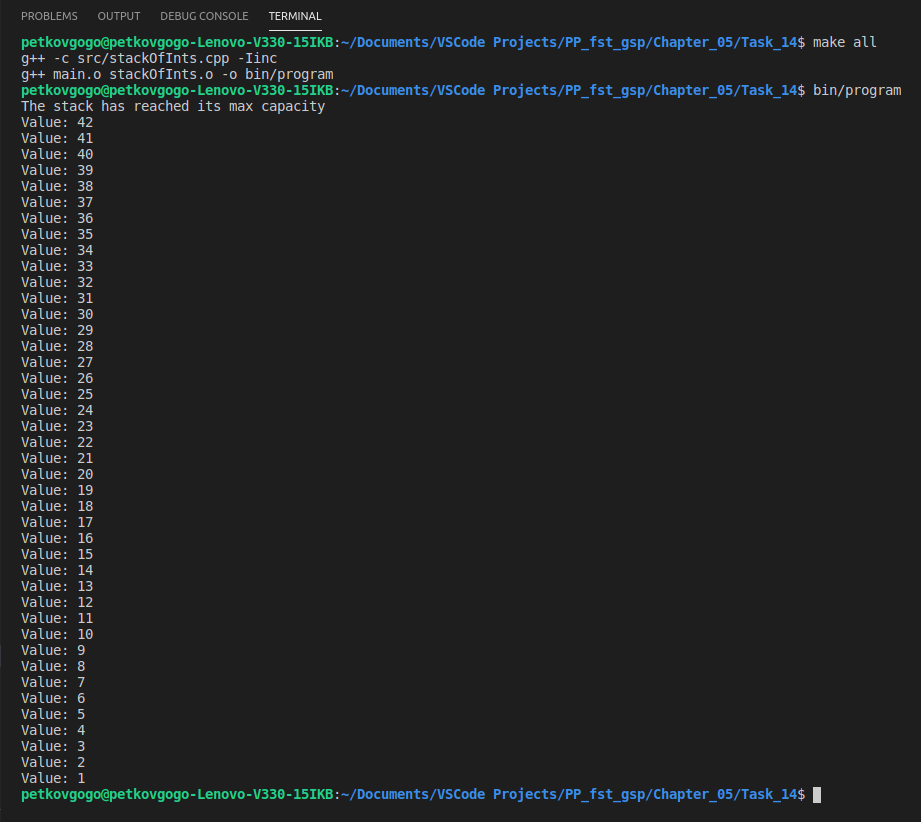 PROBLEMS OUTPUT DEBUG CONSOLE TERMINAL
petkovgogo@petkovgogo-Lenovo-V330-15IKB:~/Documents/VSCode Projects/PP_fst_gsp/Chapter_05/Task_14$ make all
g++ -c src/stackOfInts.cpp -Iinc
g++ main.o stackOfInts.o -o bin/program
petkovgogo@petkovgogo-Lenovo-V330-15IKB:~/Documents/VSCode Projects/PP_fst_gsp/Chapter_05/Task_14$ bin/program
The stack has reached its max capacity
Value: 42
Value: 41
Value: 40
Value: 39
Value: 38
Value: 37
Value: 36
Value: 35
Value: 34
Value: 33
Value: 32
Value: 31
Value: 30
Value: 29
Value: 28
Value: 27
Value: 26
Value: 25
Value: 24
Value: 23
Value: 22
Value: 21
Value: 20
Value: 19
Value: 18
Value: 17
Value: 16
Value: 15
Value: 14
Value: 13
Value: 12
Value: 11
Value: 10
Value: 9
Value: 8
Value: 7
Value: 6
Value: 5
Value: 4
Value: 3
Value: 2
Value: 1
petkovgogo@petkovgogo-Lenovo-V330-15IKB:~/Documents/VSCode Projects/PP_fst_gsp/Chapter_05/Task_14$